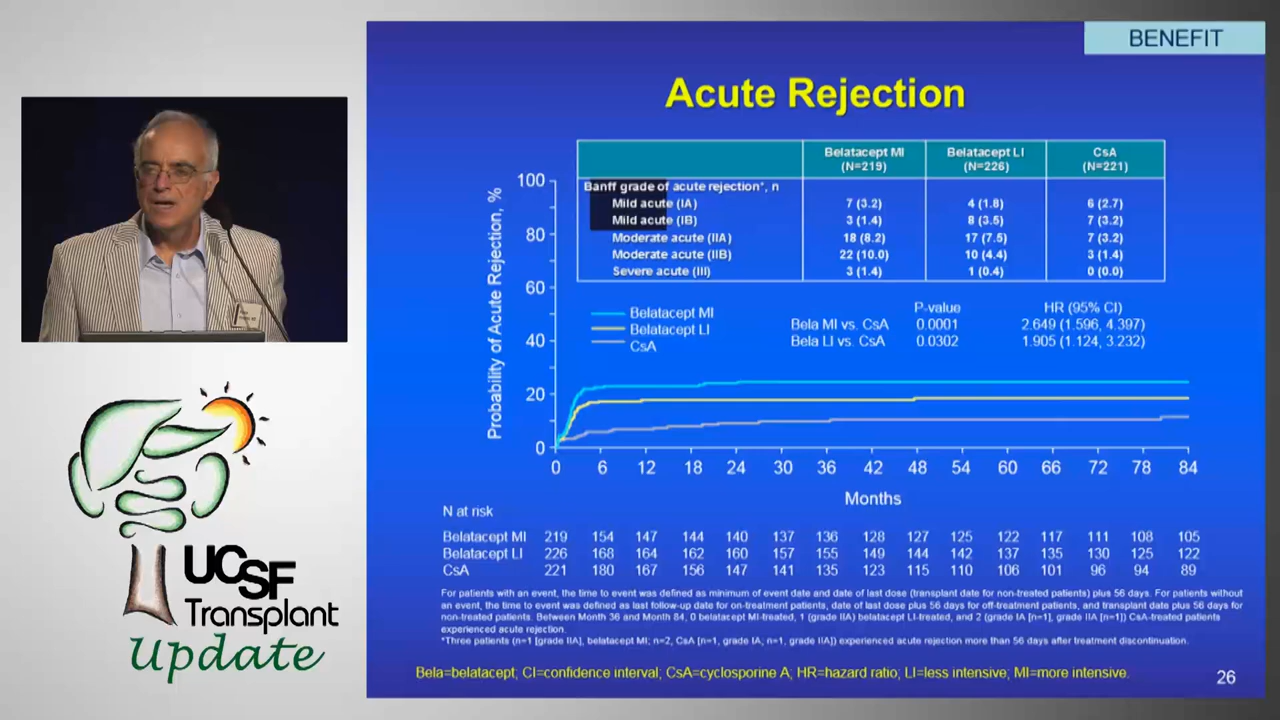 BENEFIT
Acute Rejection
Belatacept MI Belatacept LI CsA
(N=219) (N=226) (N=221)
Banff grade of acute rejection*, n
Mild acute (IA) 7 (3.2) 4 (1.8) 6 (2.7)
Mild acute (IB) 3 (1.4) 8 (3.5) 7 (3.2)
Moderate acute (IIA) 18 (8.2) 17 (7.5) 7 (3.2)
Moderate acute (IIB) 22 (10.0) 10 (4.4) 3 (1.4)
Severe acute (III) 3 (1.4) 1 (0.4) 0 (0.0)
Probability of Acute Rejection, %
100
80
60
40
20
0
Belatacept MI
Belatacept LI
CsA
P-value HR (95% CI)
Bela MI vs. CsA 0.0001 2.649 (1.596, 4.397)
Bela LI vs. CsA 0.0302 1.905 (1.124, 3.232)
0 6 12 18 24 30 36 42 48 54 60 66 72 78 84
Months
N at risk
Belatacept MI 219 154 147 144 140 137 136 128 127 125 122 117 111 108 105
Belatacept LI 226 168 164 162 160 157 155 149 144 142 137 135 130 125 122
CsA 221 180 167 156 147 141 135 123 115 110 106 101 96 94 89
For patients with an event, the time to event was defined as minimum of event date and date of last dose (transplant date for non-treated patients) plus 56 days. For patients without
an event, the time to event was defined as last follow-up date for on-treatment patients, date of last dose plus 56 days for off-treatment patients, and transplant date plus 56 days for
non-treated patients. Between Month 36 and Month 84, 0 belatacept MI-treated, 1 (grade IIA) belatacept LI-treated, and 2 (grade IA [n=1], grade IIA [n=1]) CsA-treated patients
experienced acute rejection.
*Three patients (n=1 [grade IIA], belatacept MI; n=2, CsA [n=1, grade IA; n=1, grade IIA]) experienced acute rejection more than 56 days after treatment discontinuation.
Bela=belatacept; CI=confidence interval; CsA=cyclosporine A; HR=hazard ratio; LI=less intensive; MI=more intensive.
26
UCSF
Transplant
Update